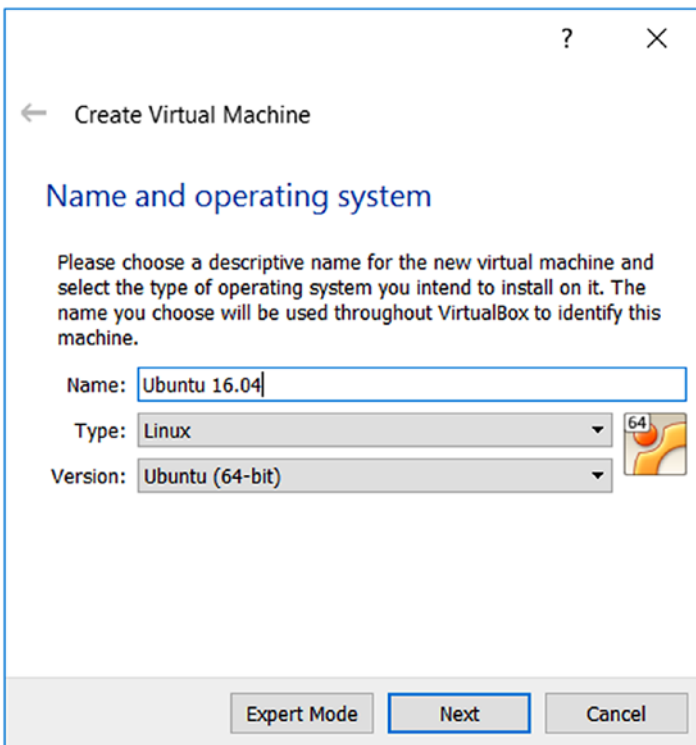 ?
Create Virtual Machine
Name and operating system
Please choose a descriptive name for the new virtual machine and
select the type of operating system you intend to install on it. The
name you choose will be used throughout VirtualBox to identify this
machine.
Name: Ubuntu 16.04
Type: Linux
64
Version: Ubuntu (64-bit)
Expert Mode Next Cancel